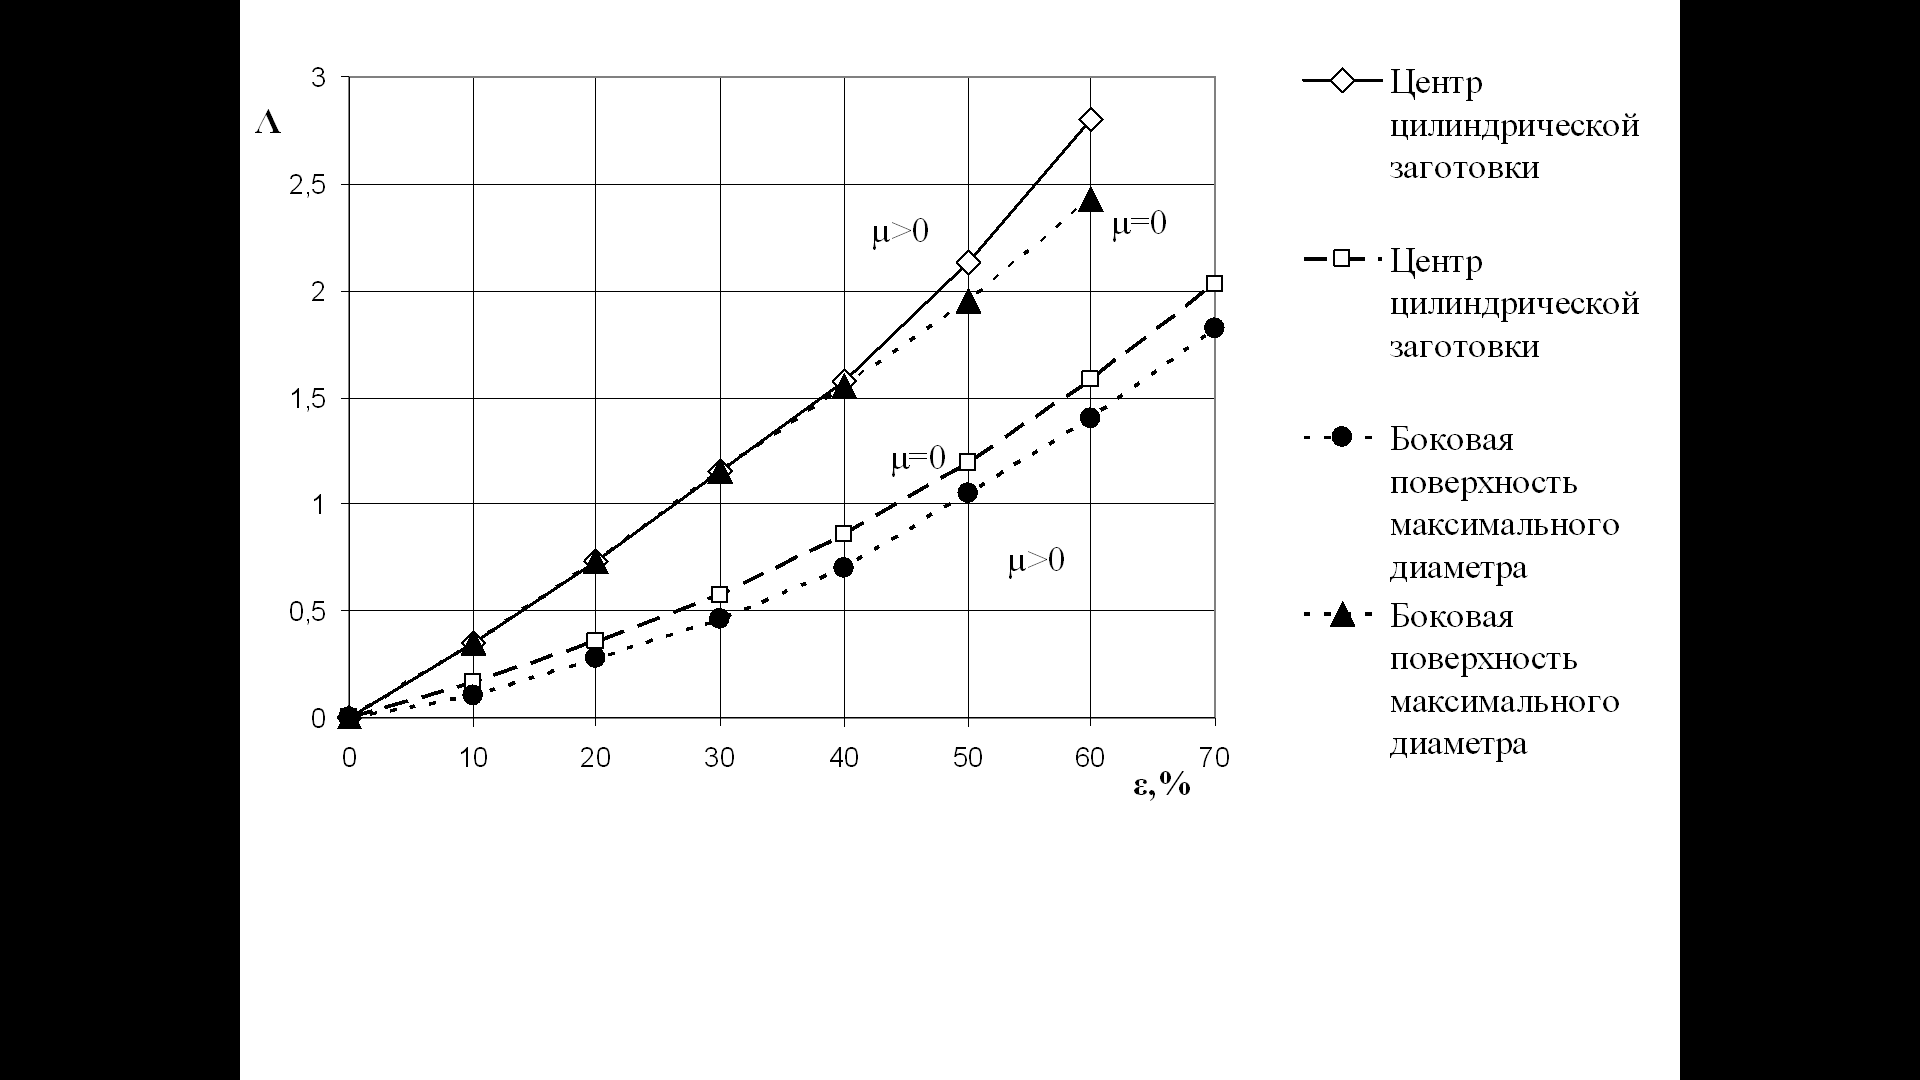 3
Λ
2,5
μ>0
μ=0
2
1,5
μ=0
1
μ>0
0,5
0
0 10 20 30 40 50 60 70
ε,%
Центр
цилиндрической
заготовки
Центр
цилиндрической
заготовки
Боковая
поверхность
максимального
диаметра
Боковая
поверхность
максимального
диаметра